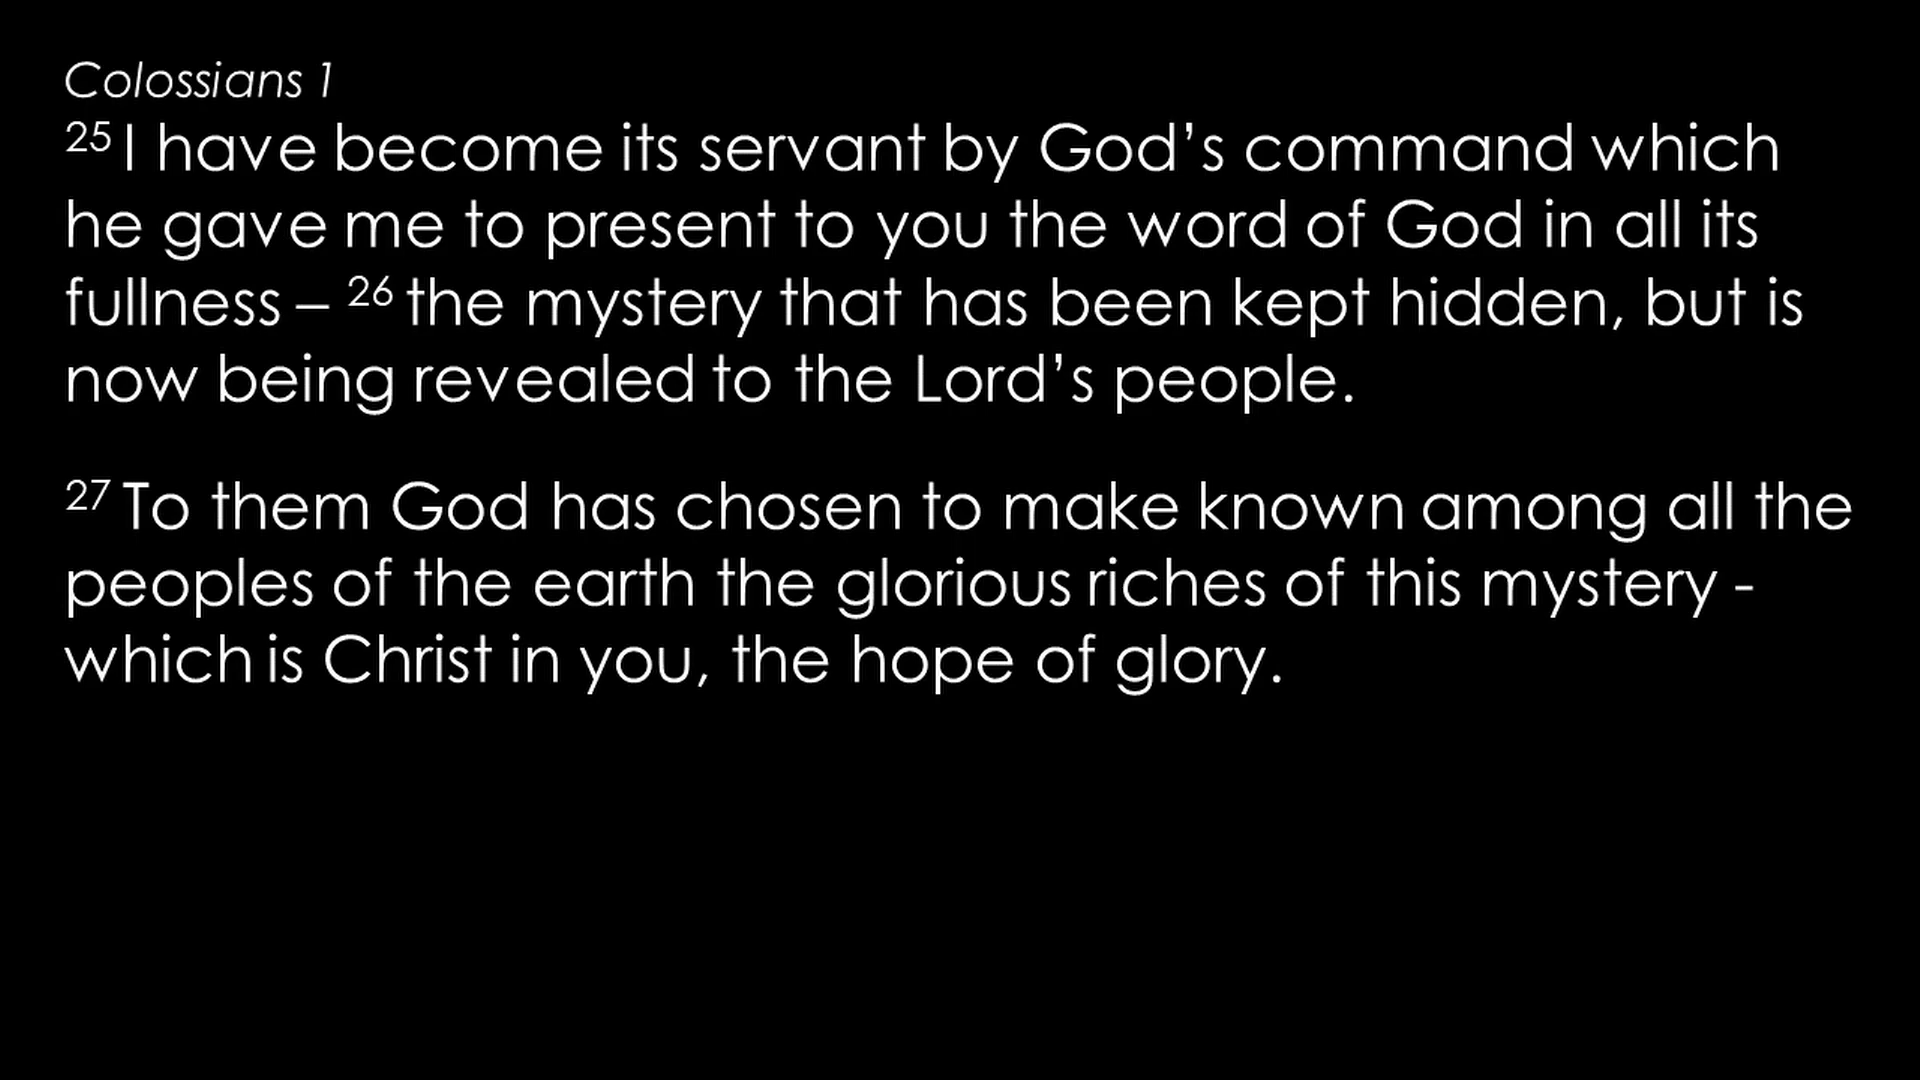 Colossians 1
25 I have become its servant by God’s command which
he gave me to present to you the word of God in all its
fullness – 26 the mystery that has been kept hidden, but is
now being revealed to the Lord’s people.
27 To them God has chosen to make known among all the
peoples of the earth the glorious riches of this mystery -
which is Christ in you, the hope of glory.